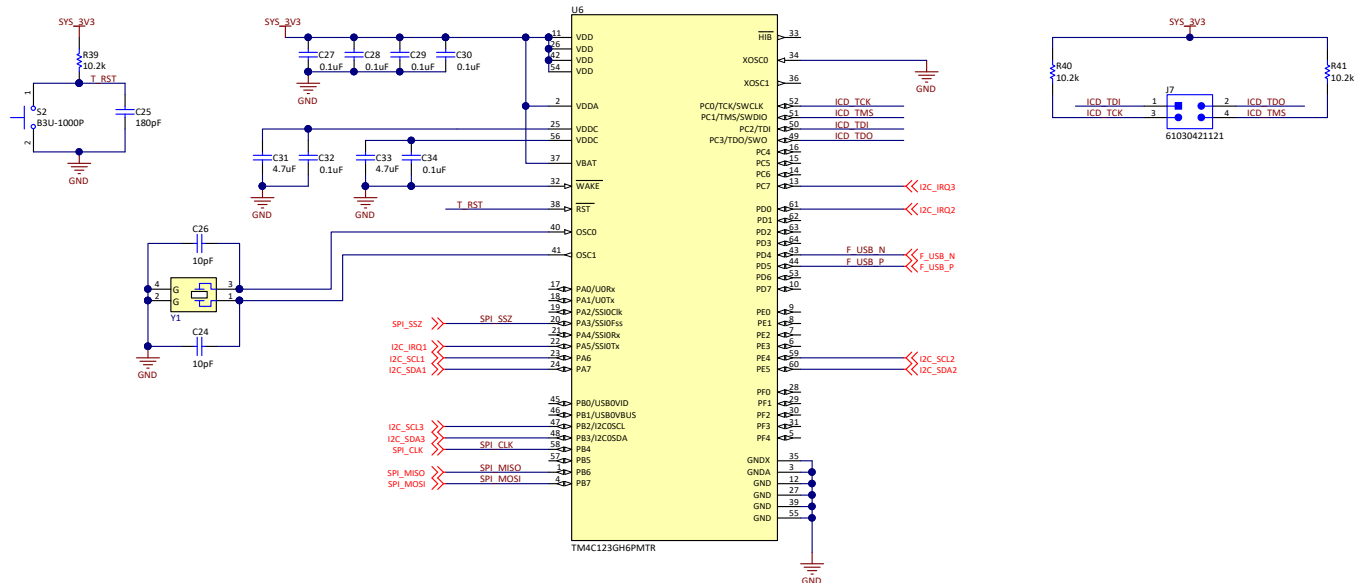 SYS_3V3
R39
10.2k
T_RST
1
S2
B3U-1000P
2
C25
180pF
GND
SYS_3V3
C27
0.1uF
C28
0.1uF
C29
0.1uF
C30
0.1uF
GND
C31
4.7uF
C32
0.1uF
C33
4.7uF
C34
0.1uF
GND
GND
T_RST
C26
10pF
4 G 3
2 G 1
Y1
C24
10pF
GND
SPI_SSZ SPI_SSZ
I2C_IRQ1
I2C_SCL1
I2C_SDA1
I2C_SCL3
I2C_SDA3
SPI_CLK SPI_CLK
SPI_MISO SPI_MISO
SPI_MOSI SPI_MOSI
U6
11 VDD
26 VDD
42 VDD
54 VDD
2 VDDA
25 VDDC
56 VDDC
37 VBAT
32 WAKE
38 RST
40 OSC0
41 OSC1
17 PA0/U0Rx
18 PA1/U0Tx
19 PA2/SSI0Clk
20 PA3/SSI0Fss
21 PA4/SSI0Rx
22 PA5/SSI0Tx
23 PA6
24 PA7
45 PB0/USB0VID
46 PB1/USB0VBUS
47 PB2/I2C0SCL
48 PB3/I2C0SDA
58 PB4
57 PB5
1 PB6
4 PB7
HIB 33
XOSC0 34
XOSC1 36
PC0/TCK/SWCLK 52 ICD_TCK
PC1/TMS/SWDIO 51 ICD_TMS
PC2/TDI 50 ICD_TDI
PC3/TDO/SWO 49 ICD_TDO
PC4 16
PC5 15
PC6 14
PC7 13 I2C_IRQ3
PD0 61 I2C_IRQ2
PD1 62
PD2 63
PD3 64
PD4 43 F_USB_N F_USB_N
PD5 44 F_USB_P F_USB_P
PD6 53
PD7 10
PE0 9
PE1 8
PE2 7
PE3 6
PE4 59 I2C_SCL2
PE5 60 I2C_SDA2
PF0 28
PF1 29
PF2 30
PF3 31
PF4 5
GNDX 35
GNDA 3
GND 12
GND 27
GND 39
GND 55
TM4C123GH6PMTR
GND
GND
SYS_3V3
R40
10.2k
R41
10.2k
J7
ICD_TDI 1 2 ICD_TDO
ICD_TCK 3 4 ICD_TMS
61030421121